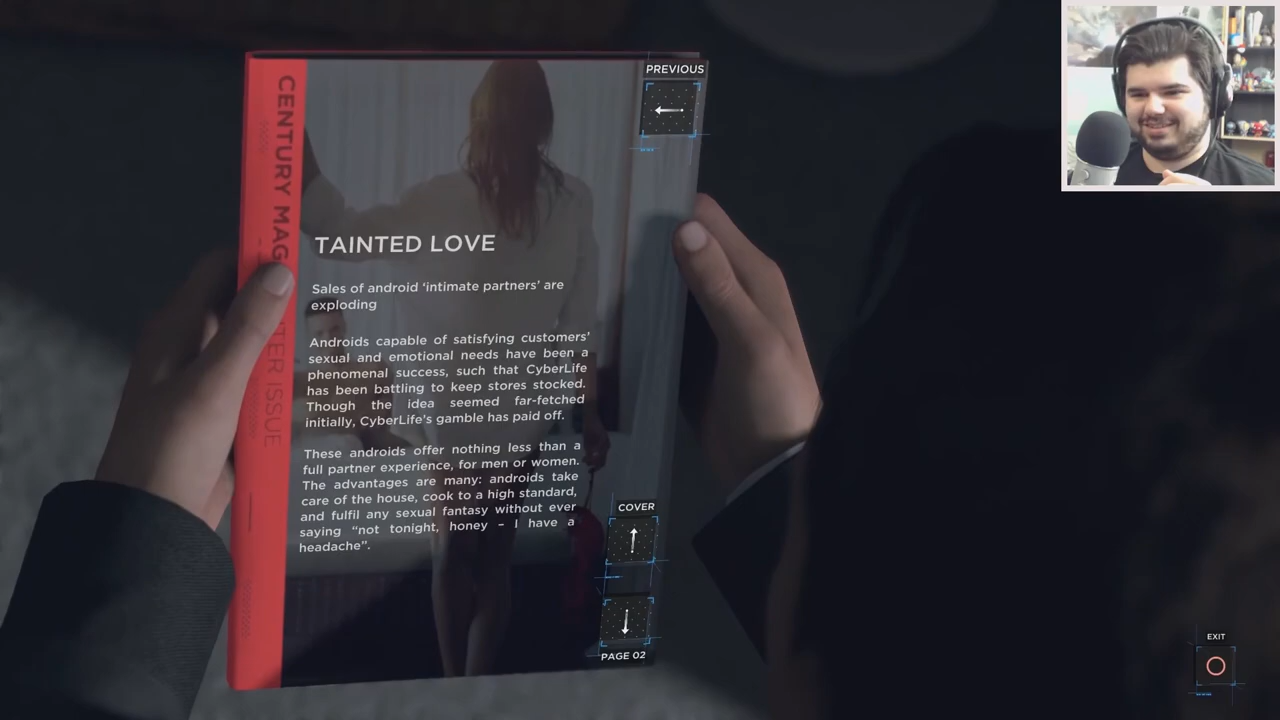 PREVIOUS
CENTURY MAG
TER ISSUE
TAINTED LOVE
Sales of android ‘intimate partners’ are
exploding
Androids capable of satisfying customers’
sexual and emotional needs have been a
phenomenal success, such that CyberLife
has been battling to keep stores stocked.
Though the idea seemed far-fetched
initially, CyberLife’s gamble has paid off.
These androids offer nothing less than a
full partner experience, for men or women.
The advantages are many: androids take
care of the house, cook to a high standard,
and fulfil any sexual fantasy without ever
saying “not tonight, honey – I have a
headache”.
COVER
PAGE 02
EXIT